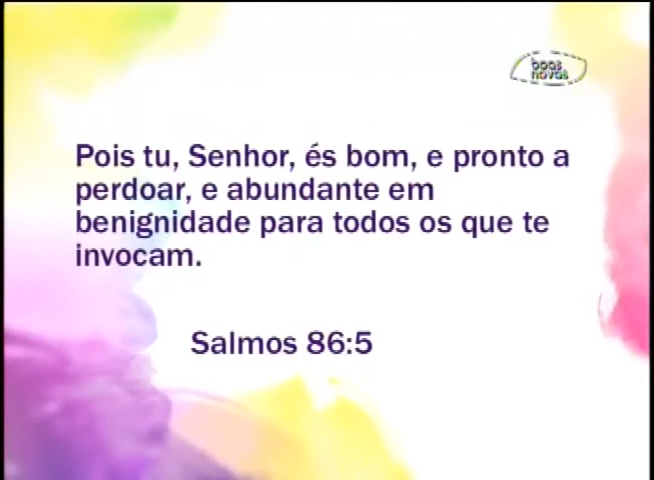 boas
novas
Pois tu, Senhor, és bom, e pronto a
perdoar, e abundante em
benignidade para todos os que te
invocam.
Salmos 86:5